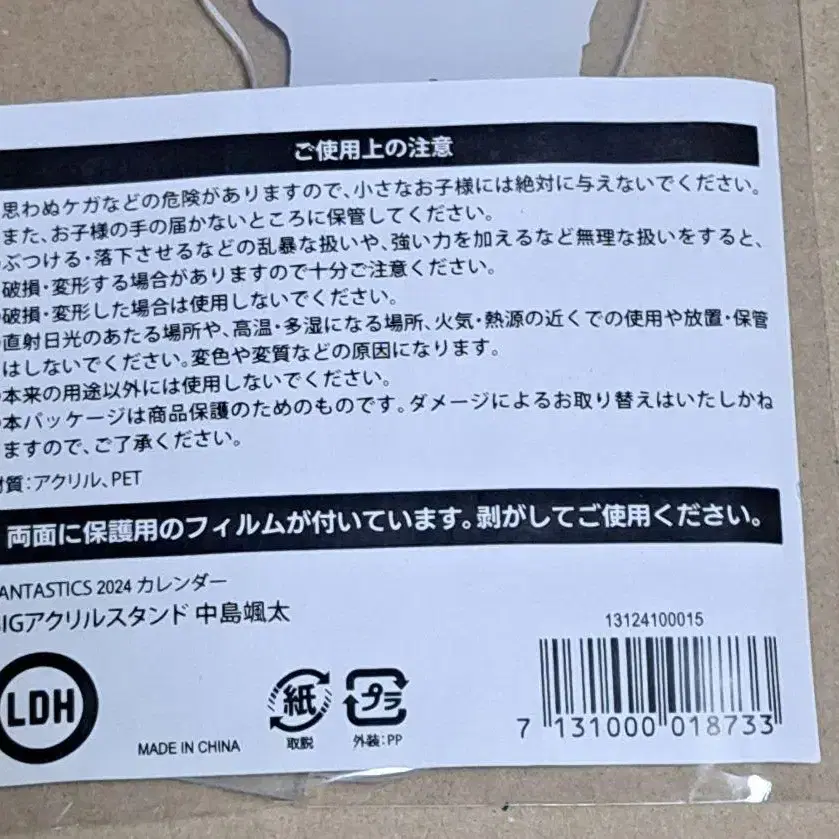 ご使用上の注意
思わぬケガなどの危険がありますので、小さなお子様には絶対に与えないでください。
また、お子様の手の届かないところに保管してください。
ぶつける・落下させるなどの乱暴な扱いや、強い力を加えるなど無理な扱いをすると、
破損・変形する場合がありますので十分ご注意ください。
破損・変形した場合は使用しないでください。
直射日光のあたる場所や、高温・多湿になる場所、火気・熱源の近くでの使用や放置・保管
はしないでください。変色や変質などの原因になります。
本来の用途以外には使用しないでください。
本パッケージは商品保護のためのものです。ダメージによるお取り替えはいたしかね
ますので、ご了承ください。
材質：アクリル、PET
両面に保護用のフィルムが付いています。剥がしてご使用ください。
ANTASTICS 2024 カレンダー
IGアクリルスタンド 中島颯太
13124100015
LDH
MADE IN CHINA
紙
取説
プラ
外装：PP
7 131000 018733